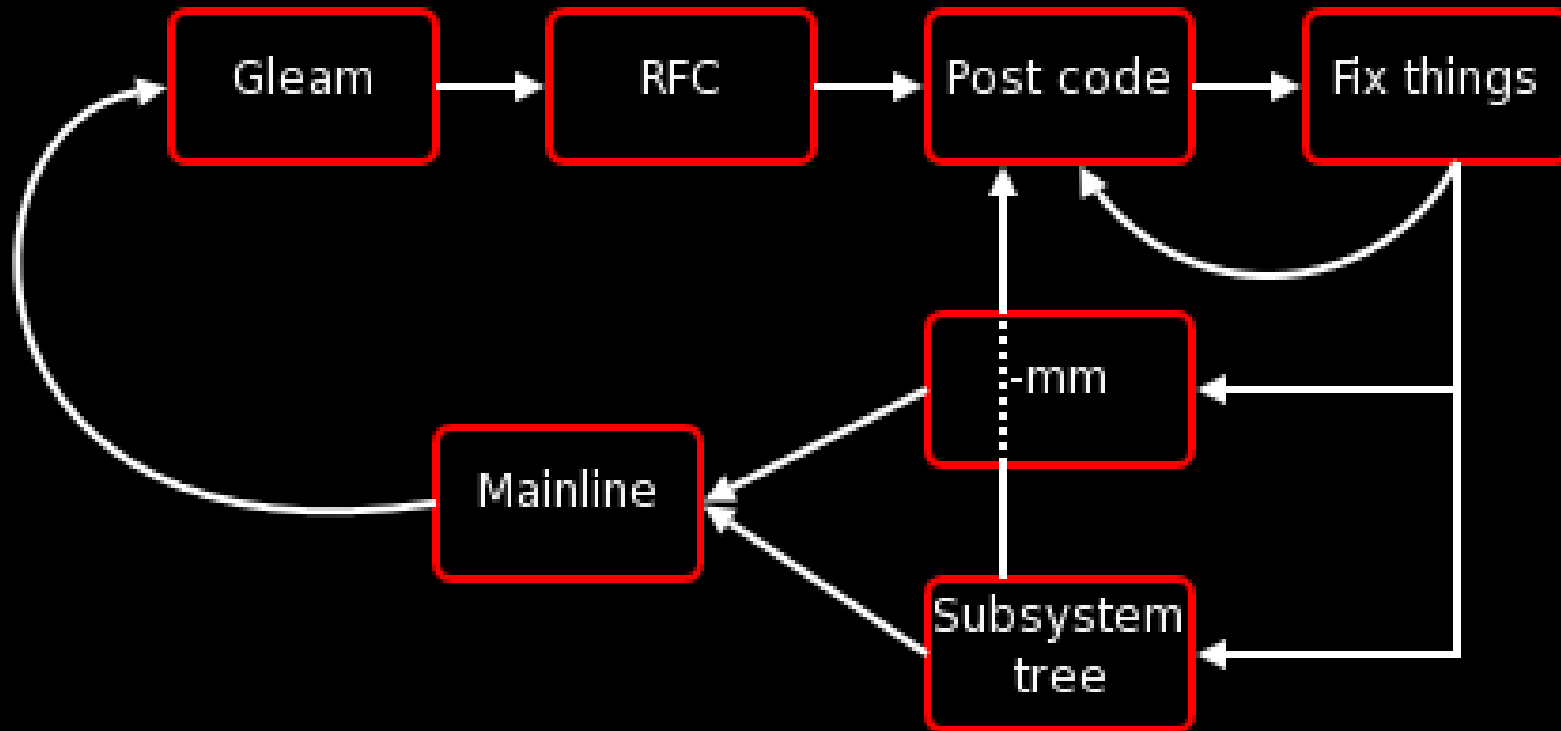 Gleam
RFC
Post code
Fix things
-mm
Mainline
Subsystem
tree